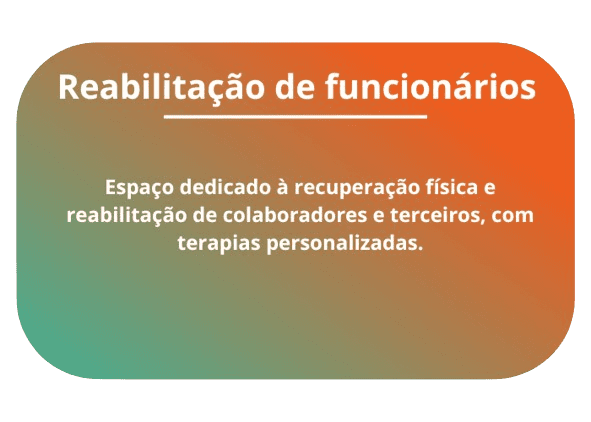 Reabilitação de funcionários
Espaço dedicado à recuperação física e
reabilitação de colaboradores e terceiros, com
terapias personalizadas.